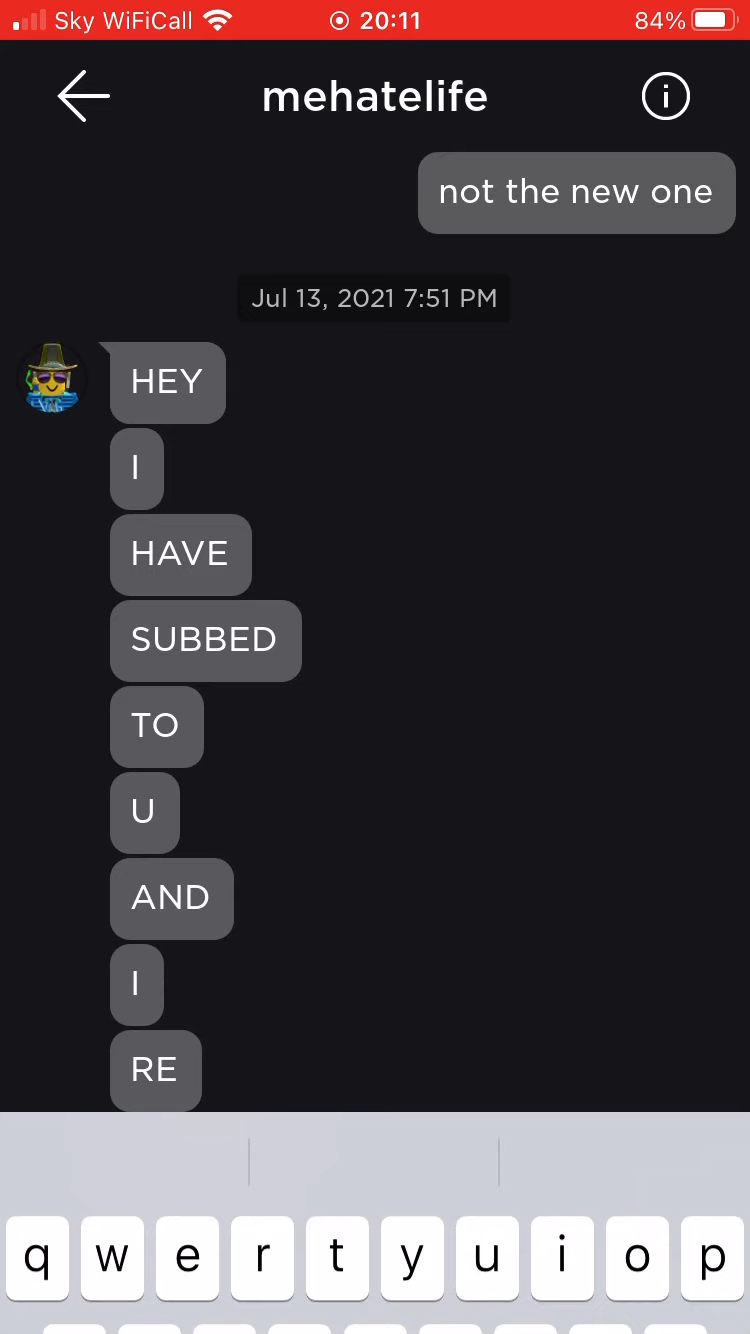 Sky WiFiCall 20:11 84%
mehatelife
not the new one
Jul 13, 2021 7:51 PM
HEY
I
HAVE
SUBBED
TO
U
AND
I
RE
q w e r t y u i o p